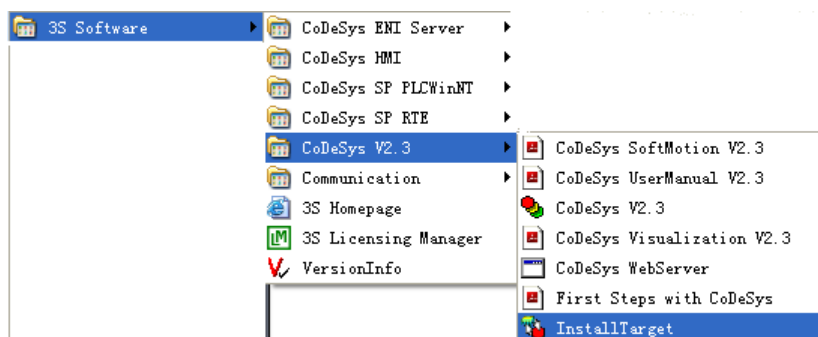 3S Software
CoDeSys ENI Server
CoDeSys HMI
CoDeSys SP PLCWinNT
CoDeSys SP RTE
CoDeSys V2.3
Communication
3S Homepage
3S Licensing Manager
VersionInfo
CoDeSys SoftMotion V2.3
CoDeSys UserManual V2.3
CoDeSys V2.3
CoDeSys Visualization V2.3
CoDeSys WebServer
First Steps with CoDeSys
InstallTarget